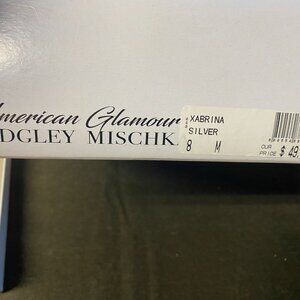 American Glamour
DGLEY MISCHK
XABRINA
SILVER
8 M
OUR
PRICE $ 49